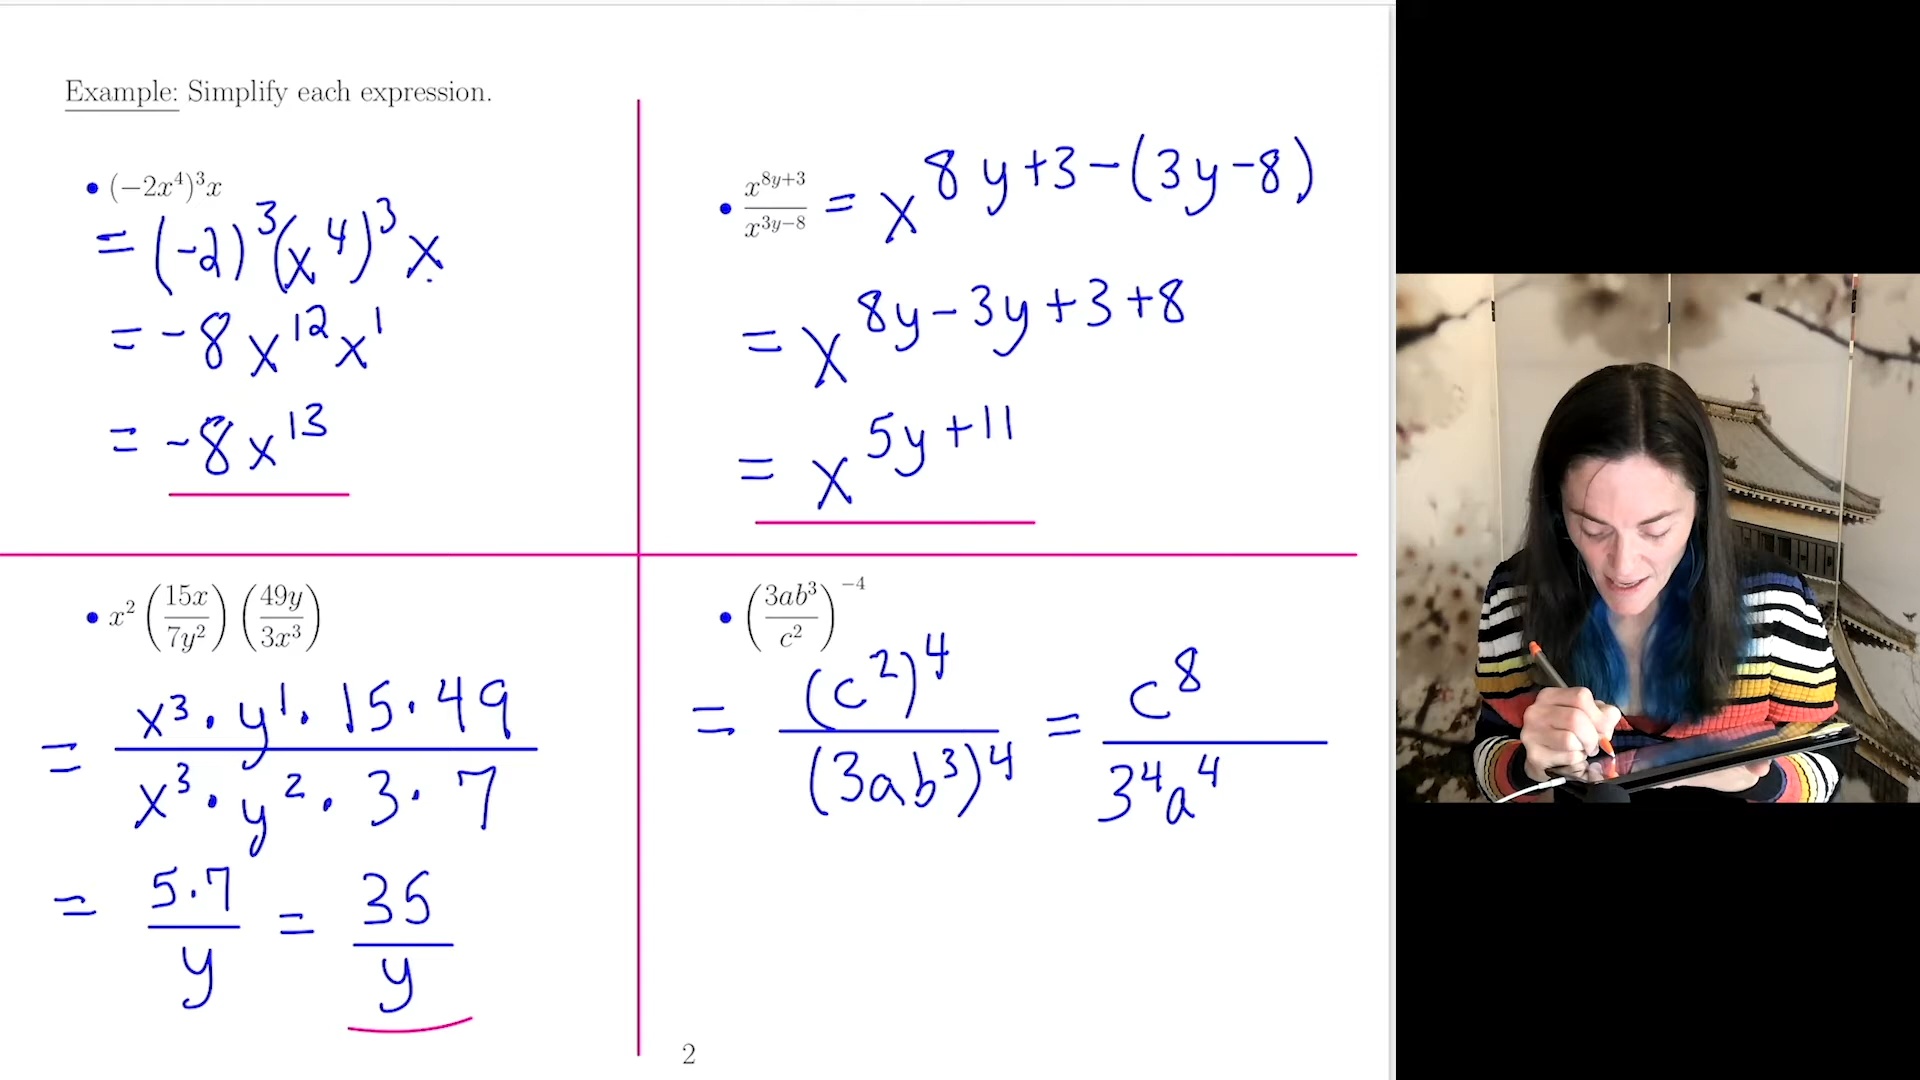 Example: Simplify each expression.
• (−2x⁴)³x
= (-2)³(x⁴)³x
= -8x¹²x¹
= -8x¹³
• x^{8y+3}/x^{3y−8} = x^{8y+3-(3y-8)}
= x^{8y-3y+3+8}
= x^{5y+11}
• x² (15x/7y²) (49y/3x³)
= x³·y¹·15·49
x³·y²·3·7
= 5·7/y = 35/y
• (3ab³/c²)⁻⁴
= (c²)⁴/(3ab³)⁴ = c⁸/3⁴a⁴
2